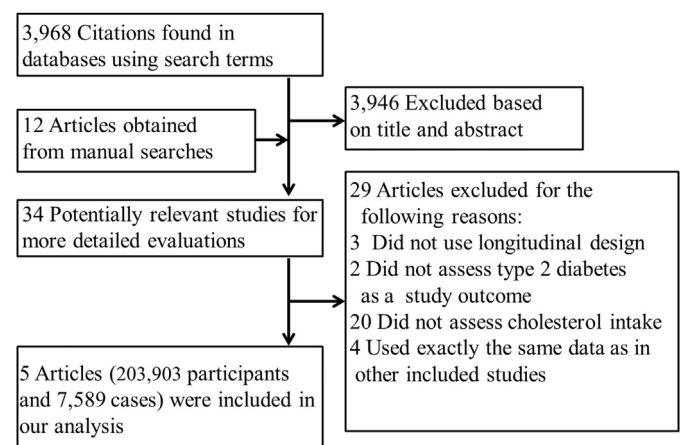 3,968 Citations found in
databases using search terms
3,946 Excluded based
on title and abstract
12 Articles obtained
from manual searches
34 Potentially relevant studies for
more detailed evaluations
29 Articles excluded for the
following reasons:
3 Did not use longitudinal design
2 Did not assess type 2 diabetes
as a study outcome
20 Did not assess cholesterol intake
4 Used exactly the same data as in
other included studies
5 Articles (203,903 participants
and 7,589 cases) were included in
our analysis